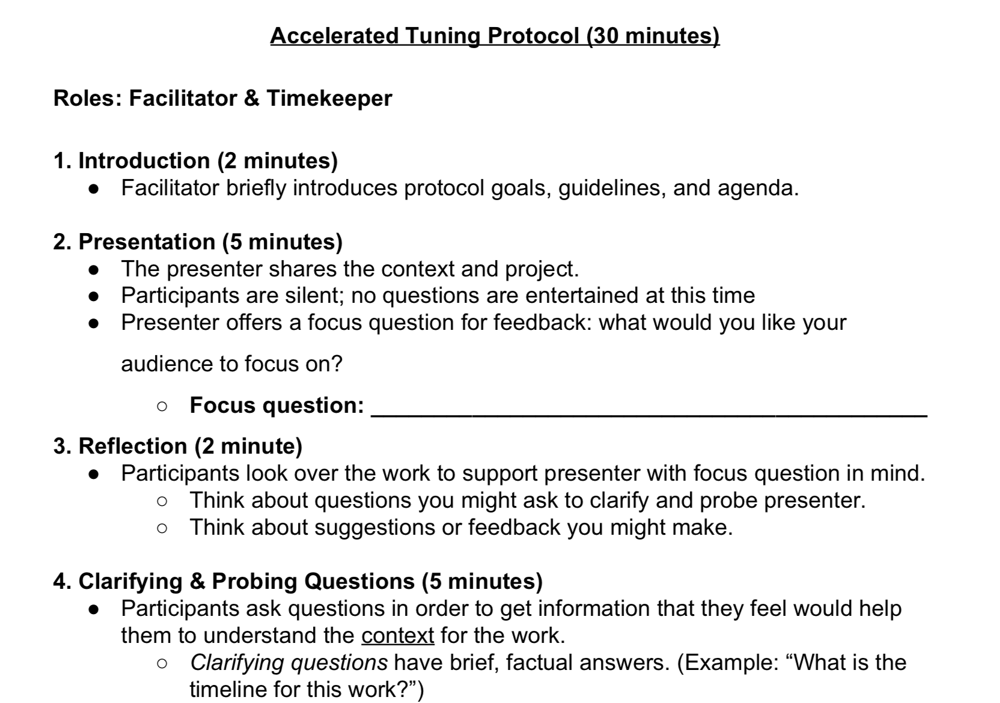 Accelerated Tuning Protocol (30 minutes)
Roles: Facilitator & Timekeeper
1. Introduction (2 minutes)
● Facilitator briefly introduces protocol goals, guidelines, and agenda.
2. Presentation (5 minutes)
● The presenter shares the context and project.
● Participants are silent; no questions are entertained at this time
● Presenter offers a focus question for feedback: what would you like your
audience to focus on?
○ Focus question: ____________________________________________
3. Reflection (2 minute)
● Participants look over the work to support presenter with focus question in mind.
○ Think about questions you might ask to clarify and probe presenter.
○ Think about suggestions or feedback you might make.
4. Clarifying & Probing Questions (5 minutes)
● Participants ask questions in order to get information that they feel would help
them to understand the context for the work.
○ Clarifying questions have brief, factual answers. (Example: “What is the
timeline for this work?”)